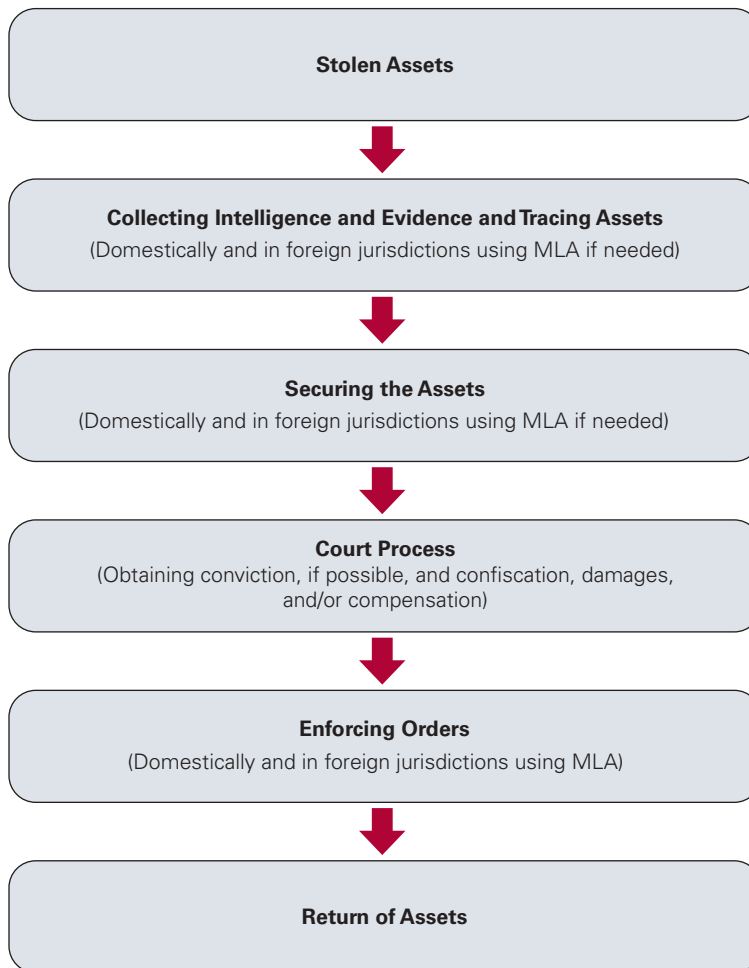 Stolen Assets
Collecting Intelligence and Evidence and Tracing Assets
(Domestically and in foreign jurisdictions using MLA if needed)
Securing the Assets
(Domestically and in foreign jurisdictions using MLA if needed)
Court Process
(Obtaining conviction, if possible, and confiscation, damages,
and/or compensation)
Enforcing Orders
(Domestically and in foreign jurisdictions using MLA)
Return of Assets